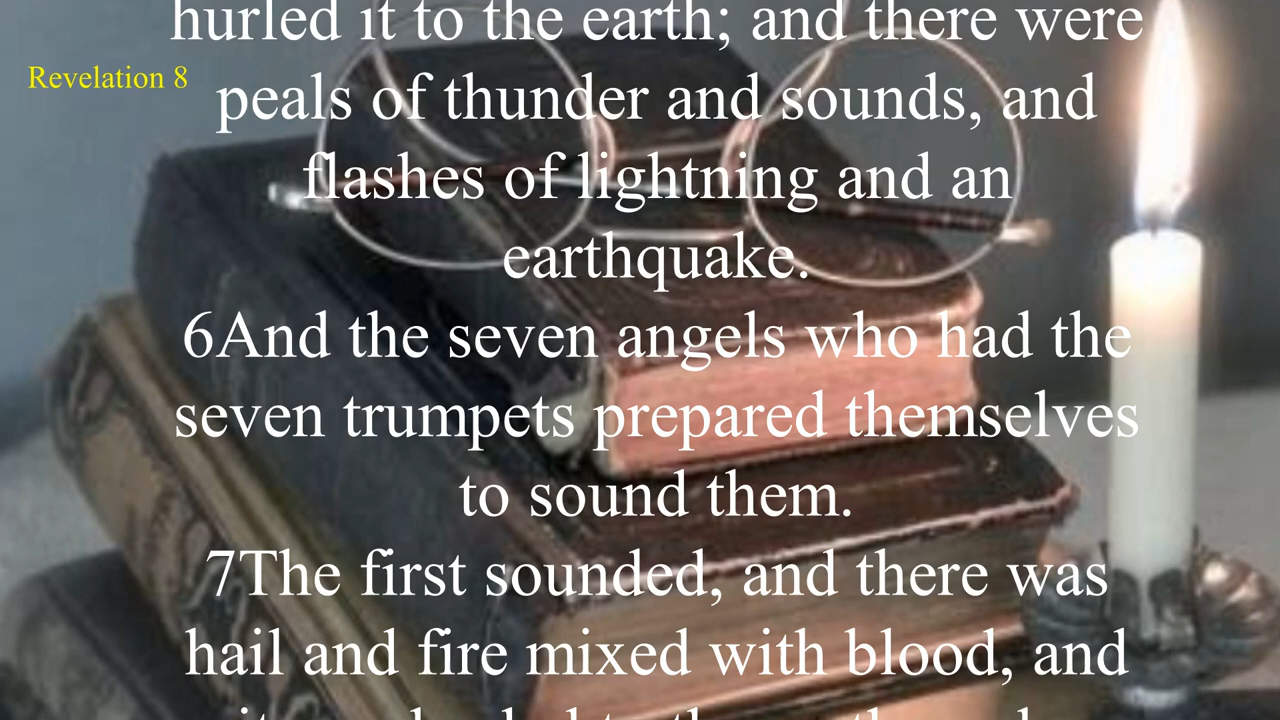 hurled it to the earth; and there were
Revelation 8
peals of thunder and sounds, and
flashes of lightning and an
earthquake.
6And the seven angels who had the
seven trumpets prepared themselves
to sound them.
7The first sounded, and there was
hail and fire mixed with blood, and